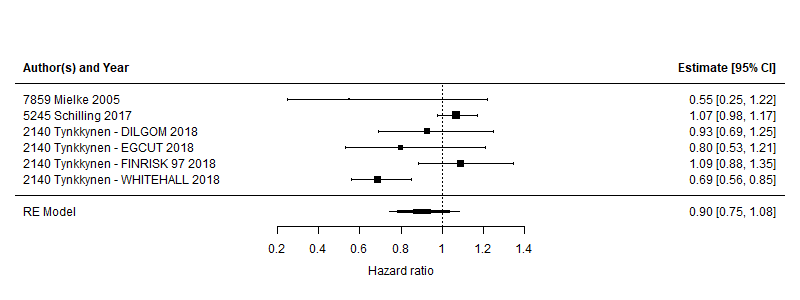 Author(s) and Year Estimate [95% CI]
7859 Mielke 2005 0.55 [0.25, 1.22]
5245 Schilling 2017 1.07 [0.98, 1.17]
2140 Tynkkynen - DILGOM 2018 0.93 [0.69, 1.25]
2140 Tynkkynen - EGCUT 2018 0.80 [0.53, 1.21]
2140 Tynkkynen - FINRISK 97 2018 1.09 [0.88, 1.35]
2140 Tynkkynen - WHITEHALL 2018 0.69 [0.56, 0.85]
RE Model 0.90 [0.75, 1.08]
0.2 0.4 0.6 0.8 1 1.2 1.4
Hazard ratio